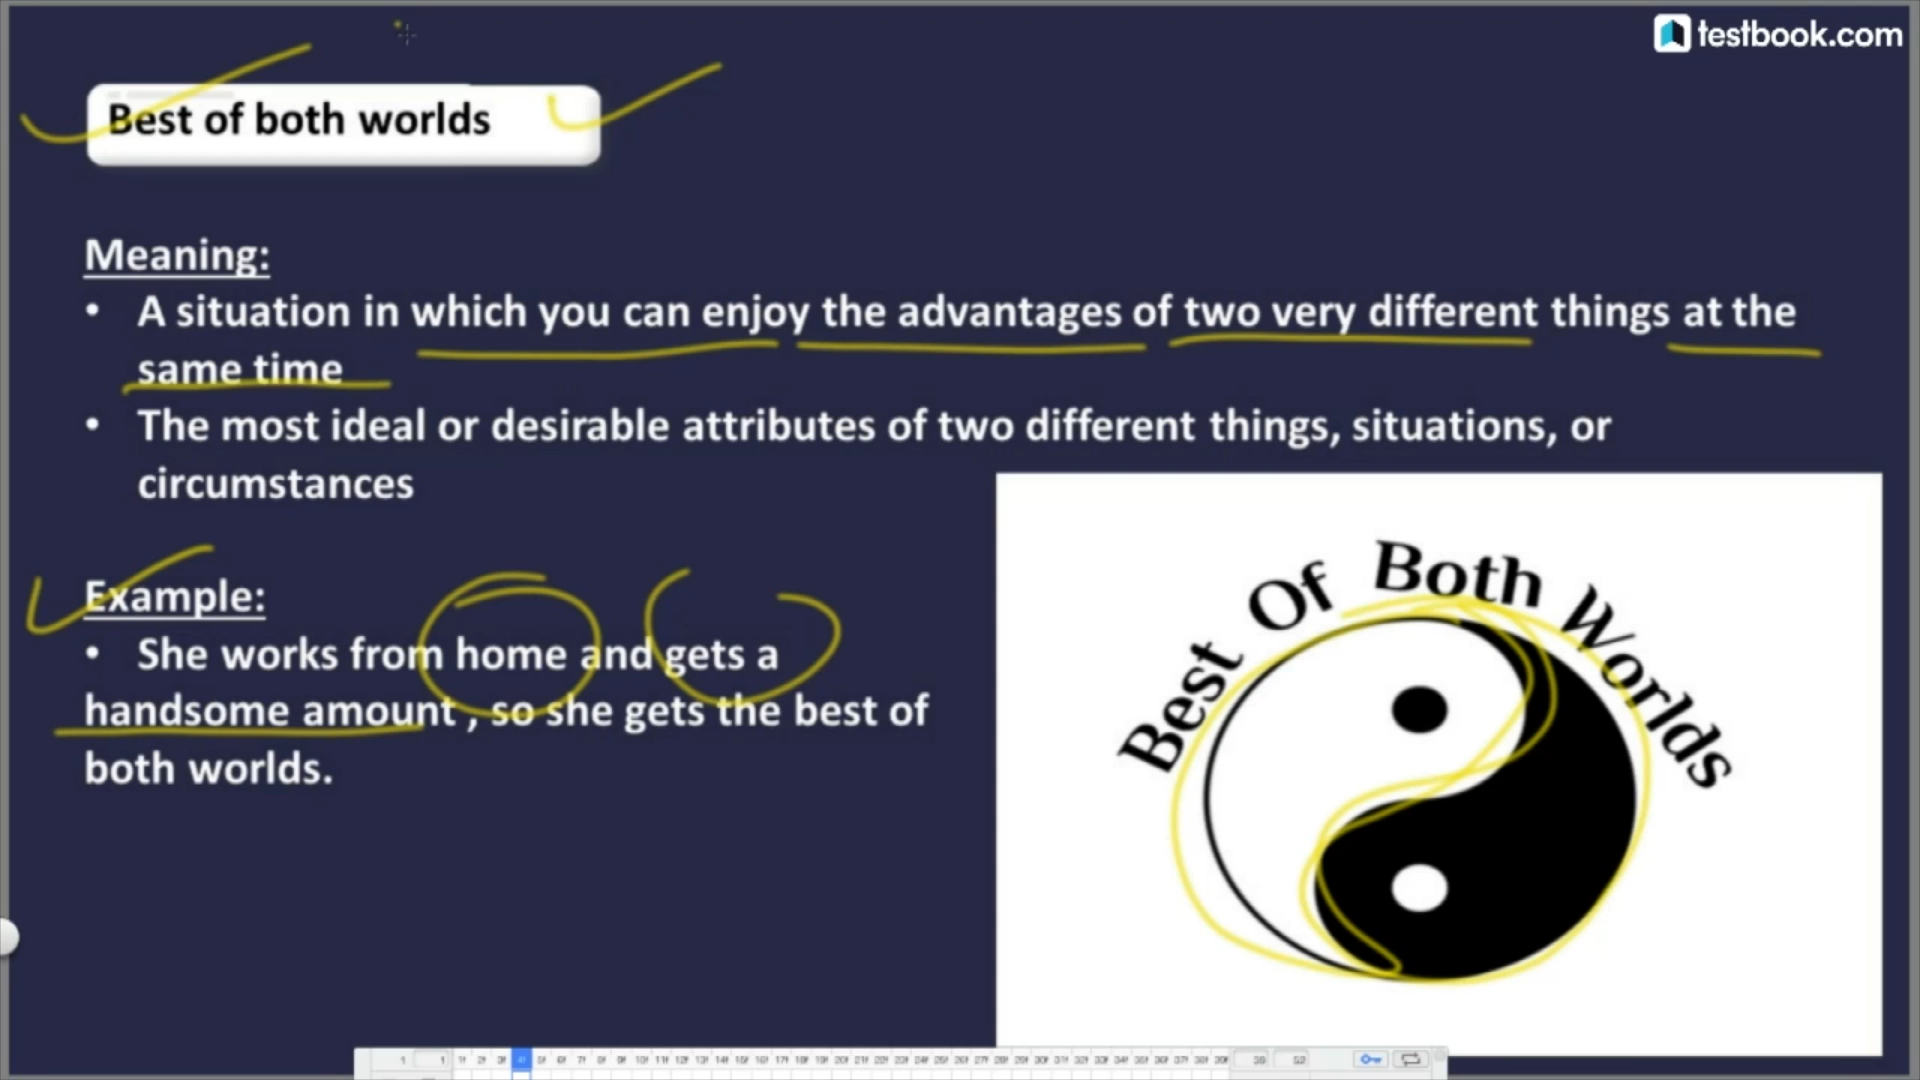 testbook.com
Best of both worlds
Meaning:
• A situation in which you can enjoy the advantages of two very different things at the
same time
• The most ideal or desirable attributes of two different things, situations, or
circumstances
Example:
• She works from home and gets a
handsome amount , so she gets the best of
both worlds.
Best Of Both Worlds